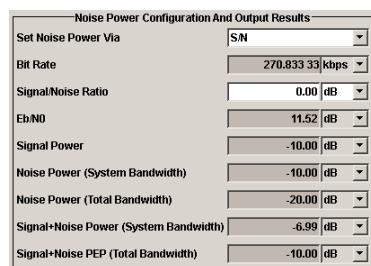 Noise Power Configuration And Output Results
Set Noise Power Via S/N
Bit Rate 270.833 33 kbps
Signal/Noise Ratio 0.00 dB
Eb/N0 11.52 dB
Signal Power -10.00 dB
Noise Power (System Bandwidth) -10.00 dB
Noise Power (Total Bandwidth) -20.00 dB
Signal+Noise Power (System Bandwidth) -6.99 dB
Signal+Noise PEP (Total Bandwidth) -10.00 dB